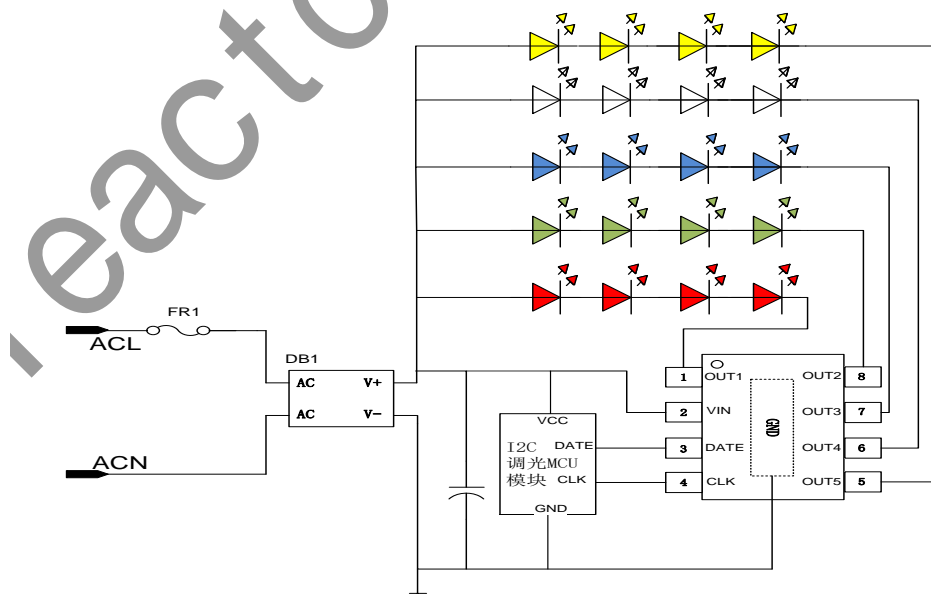 eacto
FR1
ACL
DB1
AC V+
AC V-
ACN
VCC
I2C DATE
调光MCU
模块 CLK
GND
1 OUT1
2 VIN
3 DATE
4 CLK
GND
OUT2 8
OUT3 7
OUT4 6
OUT5 5